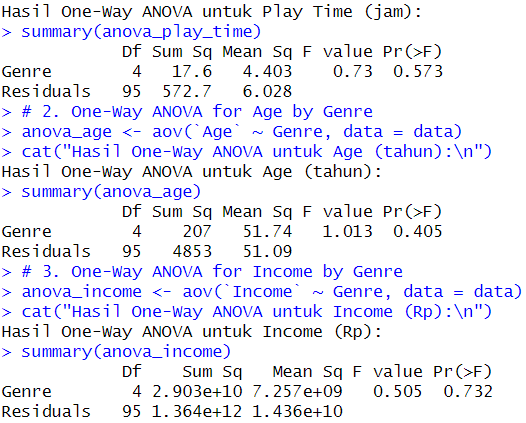 Hasil One-Way ANOVA untuk Play Time (jam):
> summary(anova_play_time)
            Df Sum Sq Mean Sq F value Pr(>F)
Genre        4   17.6   4.403    0.73  0.573
Residuals   95  572.7   6.028
> # 2. One-Way ANOVA for Age by Genre
> anova_age <- aov(`Age` ~ Genre, data = data)
> cat("Hasil One-Way ANOVA untuk Age (tahun):\n")
Hasil One-Way ANOVA untuk Age (tahun):
> summary(anova_age)
            Df Sum Sq Mean Sq F value Pr(>F)
Genre        4    207   51.74   1.013  0.405
Residuals   95   4853   51.09
> # 3. One-Way ANOVA for Income by Genre
> anova_income <- aov(`Income` ~ Genre, data = data)
> cat("Hasil One-Way ANOVA untuk Income (Rp):\n")
Hasil One-Way ANOVA untuk Income (Rp):
> summary(anova_income)
            Df    Sum Sq   Mean Sq F value Pr(>F)
Genre        4 2.903e+10 7.257e+09   0.505  0.732
Residuals   95 1.364e+12 1.436e+10